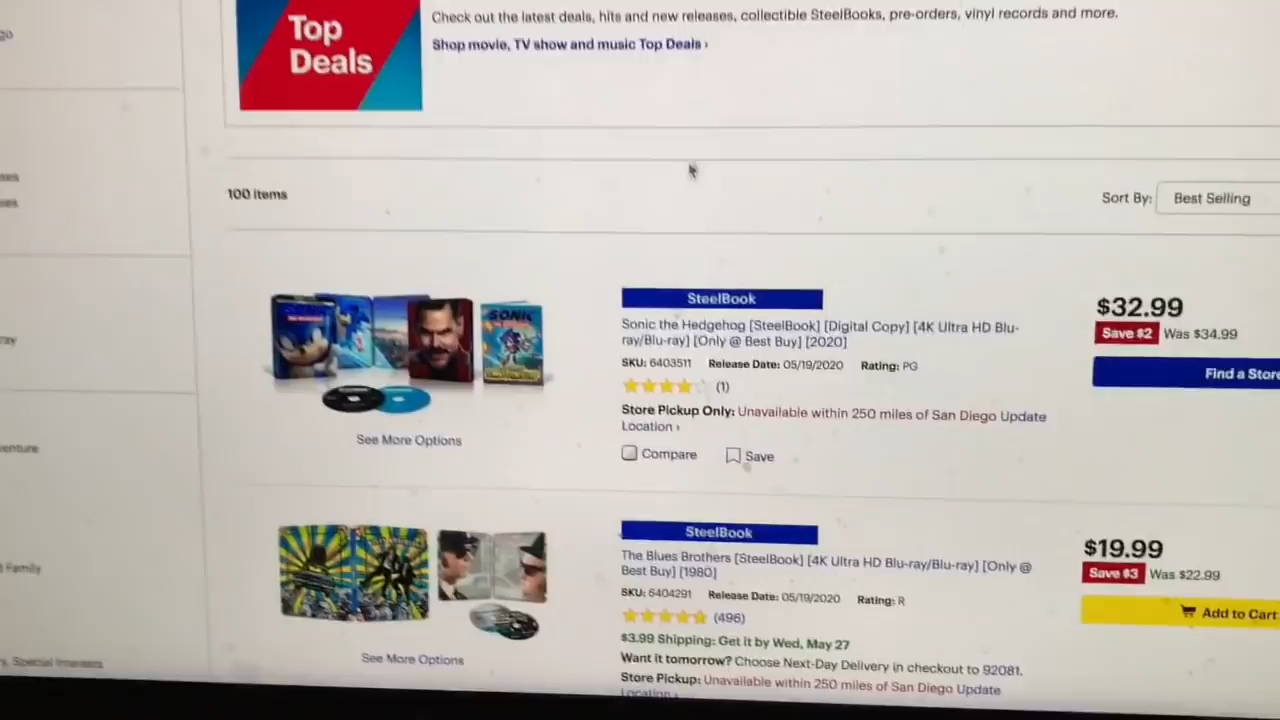 Top
Deals
Check out the latest deals, hits and new releases, collectible SteelBooks, pre-orders, vinyl records and more.
Shop movie, TV show and music Top Deals ›
100 items
Sort By: Best Selling
SteelBook
Sonic the Hedgehog [SteelBook] [Digital Copy] [4K Ultra HD Blu-
ray/Blu-ray] [Only @ Best Buy] [2020]
SKU: 6403511 Release Date: 05/19/2020 Rating: PG
(1)
Store Pickup Only: Unavailable within 250 miles of San Diego Update
Location ›
Compare Save
See More Options
SONIC
$32.99
Save $2 Was $34.99
Find a Store
SteelBook
The Blues Brothers [SteelBook] [4K Ultra HD Blu-ray/Blu-ray] [Only @
Best Buy] [1980]
SKU: 6404291 Release Date: 05/19/2020 Rating: R
(496)
$3.99 Shipping: Get it by Wed, May 27
Want it tomorrow? Choose Next-Day Delivery in checkout to 92081.
Store Pickup: Unavailable within 250 miles of San Diego Update
Location ›
See More Options
$19.99
Save $3 Was $22.99
Add to Cart
Family
Special Interests